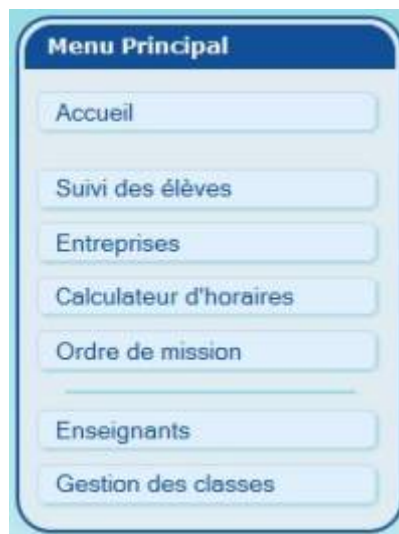 Menu Principal
Accueil
Suivi des élèves
Entreprises
Calculateur d'horaires
Ordre de mission
Enseignants
Gestion des classes